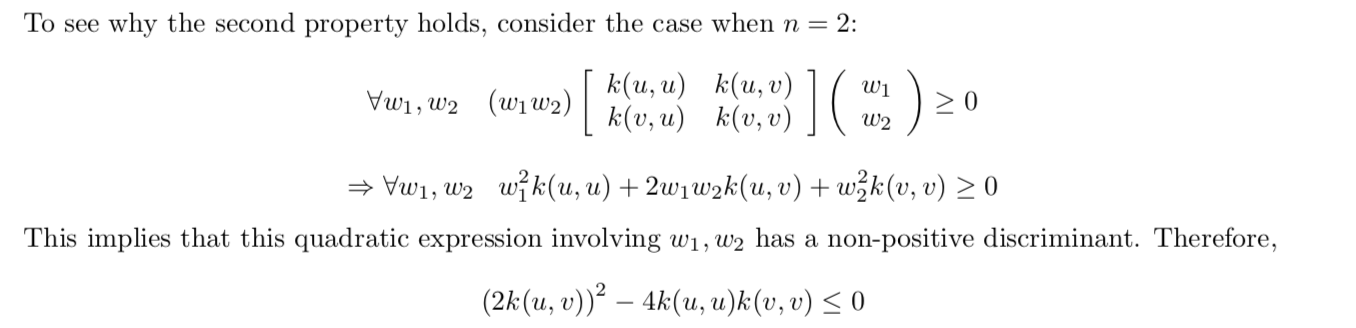 To see why the second property holds, consider the case when n = 2:
∀w₁, w₂ (w₁w₂) [ k(u, u) k(u, v) ; k(v, u) k(v, v) ] ( w₁ ; w₂ ) ≥ 0
⇒ ∀w₁, w₂ w₁²k(u, u) + 2w₁w₂k(u, v) + w₂²k(v, v) ≥ 0
This implies that this quadratic expression involving w₁, w₂ has a non-positive discriminant. Therefore,
(2k(u, v))² − 4k(u, u)k(v, v) ≤ 0